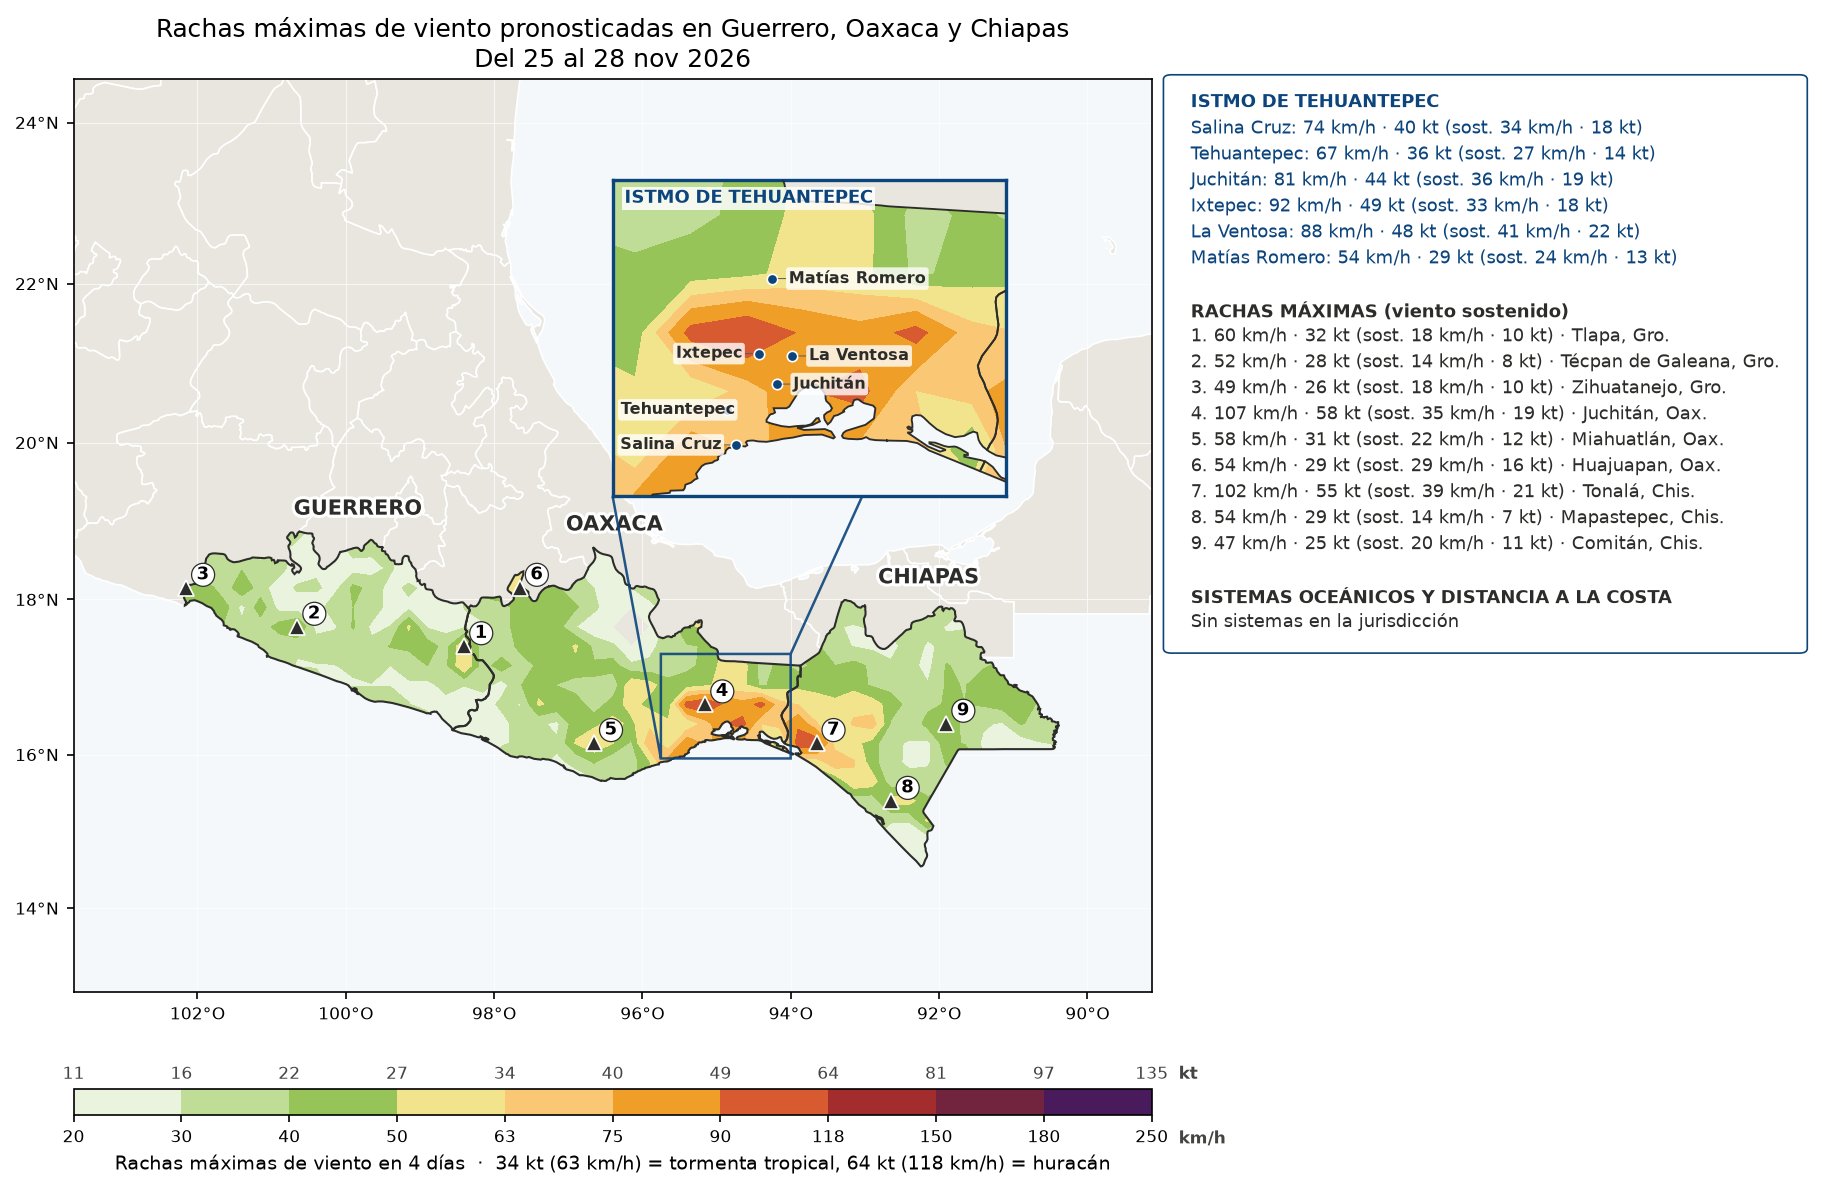 Rachas máximas de viento pronosticadas en Guerrero, Oaxaca y Chiapas
Del 25 al 28 nov 2026
24°N
22°N
20°N
18°N
16°N
14°N
102°O
100°O
98°O
96°O
94°O
92°O
90°O
GUERRERO
OAXACA
CHIAPAS
3
2
1
6
5
4
7
9
8
ISTMO DE TEHUANTEPEC
Matías Romero
Ixtepec
La Ventosa
Juchitán
Tehuantepec
Salina Cruz
ISTMO DE TEHUANTEPEC
Salina Cruz: 74 km/h · 40 kt (sost. 34 km/h · 18 kt)
Tehuantepec: 67 km/h · 36 kt (sost. 27 km/h · 14 kt)
Juchitán: 81 km/h · 44 kt (sost. 36 km/h · 19 kt)
Ixtepec: 92 km/h · 49 kt (sost. 33 km/h · 18 kt)
La Ventosa: 88 km/h · 48 kt (sost. 41 km/h · 22 kt)
Matías Romero: 54 km/h · 29 kt (sost. 24 km/h · 13 kt)
RACHAS MÁXIMAS (viento sostenido)
1. 60 km/h · 32 kt (sost. 18 km/h · 10 kt) · Tlapa, Gro.
2. 52 km/h · 28 kt (sost. 14 km/h · 8 kt) · Técpan de Galeana, Gro.
3. 49 km/h · 26 kt (sost. 18 km/h · 10 kt) · Zihuatanejo, Gro.
4. 107 km/h · 58 kt (sost. 35 km/h · 19 kt) · Juchitán, Oax.
5. 58 km/h · 31 kt (sost. 22 km/h · 12 kt) · Miahuatlán, Oax.
6. 54 km/h · 29 kt (sost. 29 km/h · 16 kt) · Huajuapan, Oax.
7. 102 km/h · 55 kt (sost. 39 km/h · 21 kt) · Tonalá, Chis.
8. 54 km/h · 29 kt (sost. 14 km/h · 7 kt) · Mapastepec, Chis.
9. 47 km/h · 25 kt (sost. 20 km/h · 11 kt) · Comitán, Chis.
SISTEMAS OCEÁNICOS Y DISTANCIA A LA COSTA
Sin sistemas en la jurisdicción
11 16 22 27 34 40 49 64 81 97 135 kt
20 30 40 50 63 75 90 118 150 180 250 km/h
Rachas máximas de viento en 4 días · 34 kt (63 km/h) = tormenta tropical, 64 kt (118 km/h) = huracán